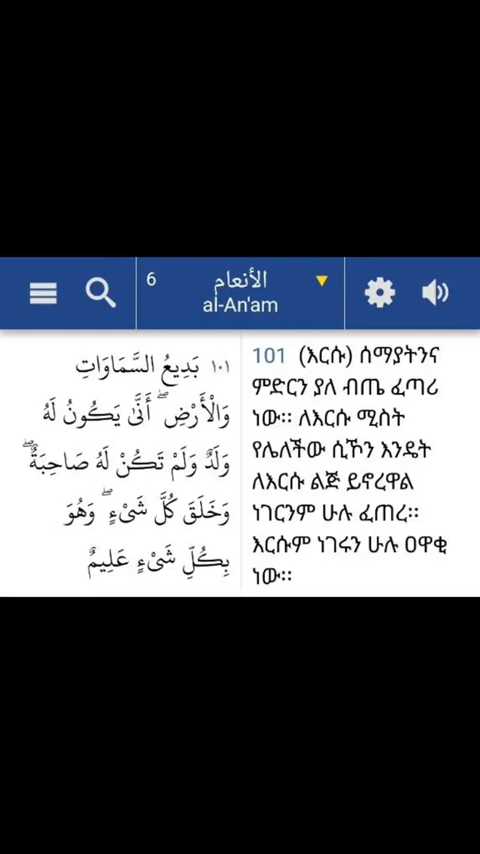 6
الأنعام
al-An'am
١٠١ بَدِيعُ السَّمَاوَاتِ
وَالْأَرْضِ ۖ أَنَّىٰ يَكُونُ لَهُ
وَلَدٌ وَلَمْ تَكُنْ لَهُ صَاحِبَةٌ ۖ
وَخَلَقَ كُلَّ شَيْءٍ ۖ وَهُوَ
بِكُلِّ شَيْءٍ عَلِيمٌ
101 (እርሱ) ሰማያትንና
ምድርን ያለ ብጤ ፈጣሪ
ነው፡፡ ለእርሱ ሚስት
የሌለችው ሲኾን እንዴት
ለእርሱ ልጅ ይኖረዋል
ነገርንም ሁሉ ፈጠረ፡፡
እርሱም ነገሩን ሁሉ ዐዋቂ
ነው፡፡